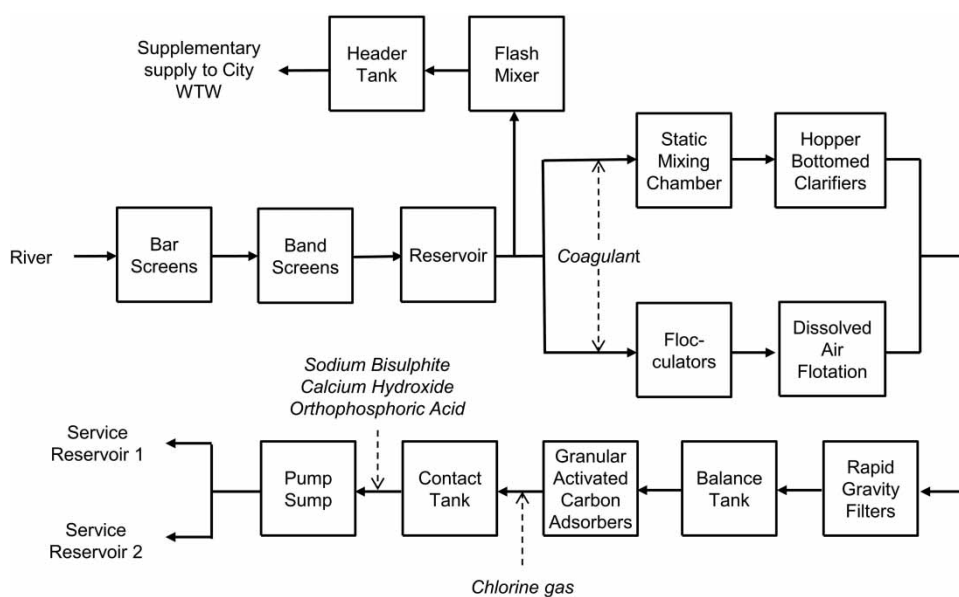 Supplementary
supply to City
WTW
Header
Tank
Flash
Mixer
Static
Mixing
Chamber
Hopper
Bottomed
Clarifiers
River
Bar
Screens
Band
Screens
Reservoir
Coagulant
Floc-
culators
Dissolved
Air
Flotation
Sodium Bisulphite
Calcium Hydroxide
Orthophosphoric Acid
Service
Reservoir 1
Service
Reservoir 2
Pump
Sump
Contact
Tank
Granular
Activated
Carbon
Adsorbers
Balance
Tank
Rapid
Gravity
Filters
Chlorine gas